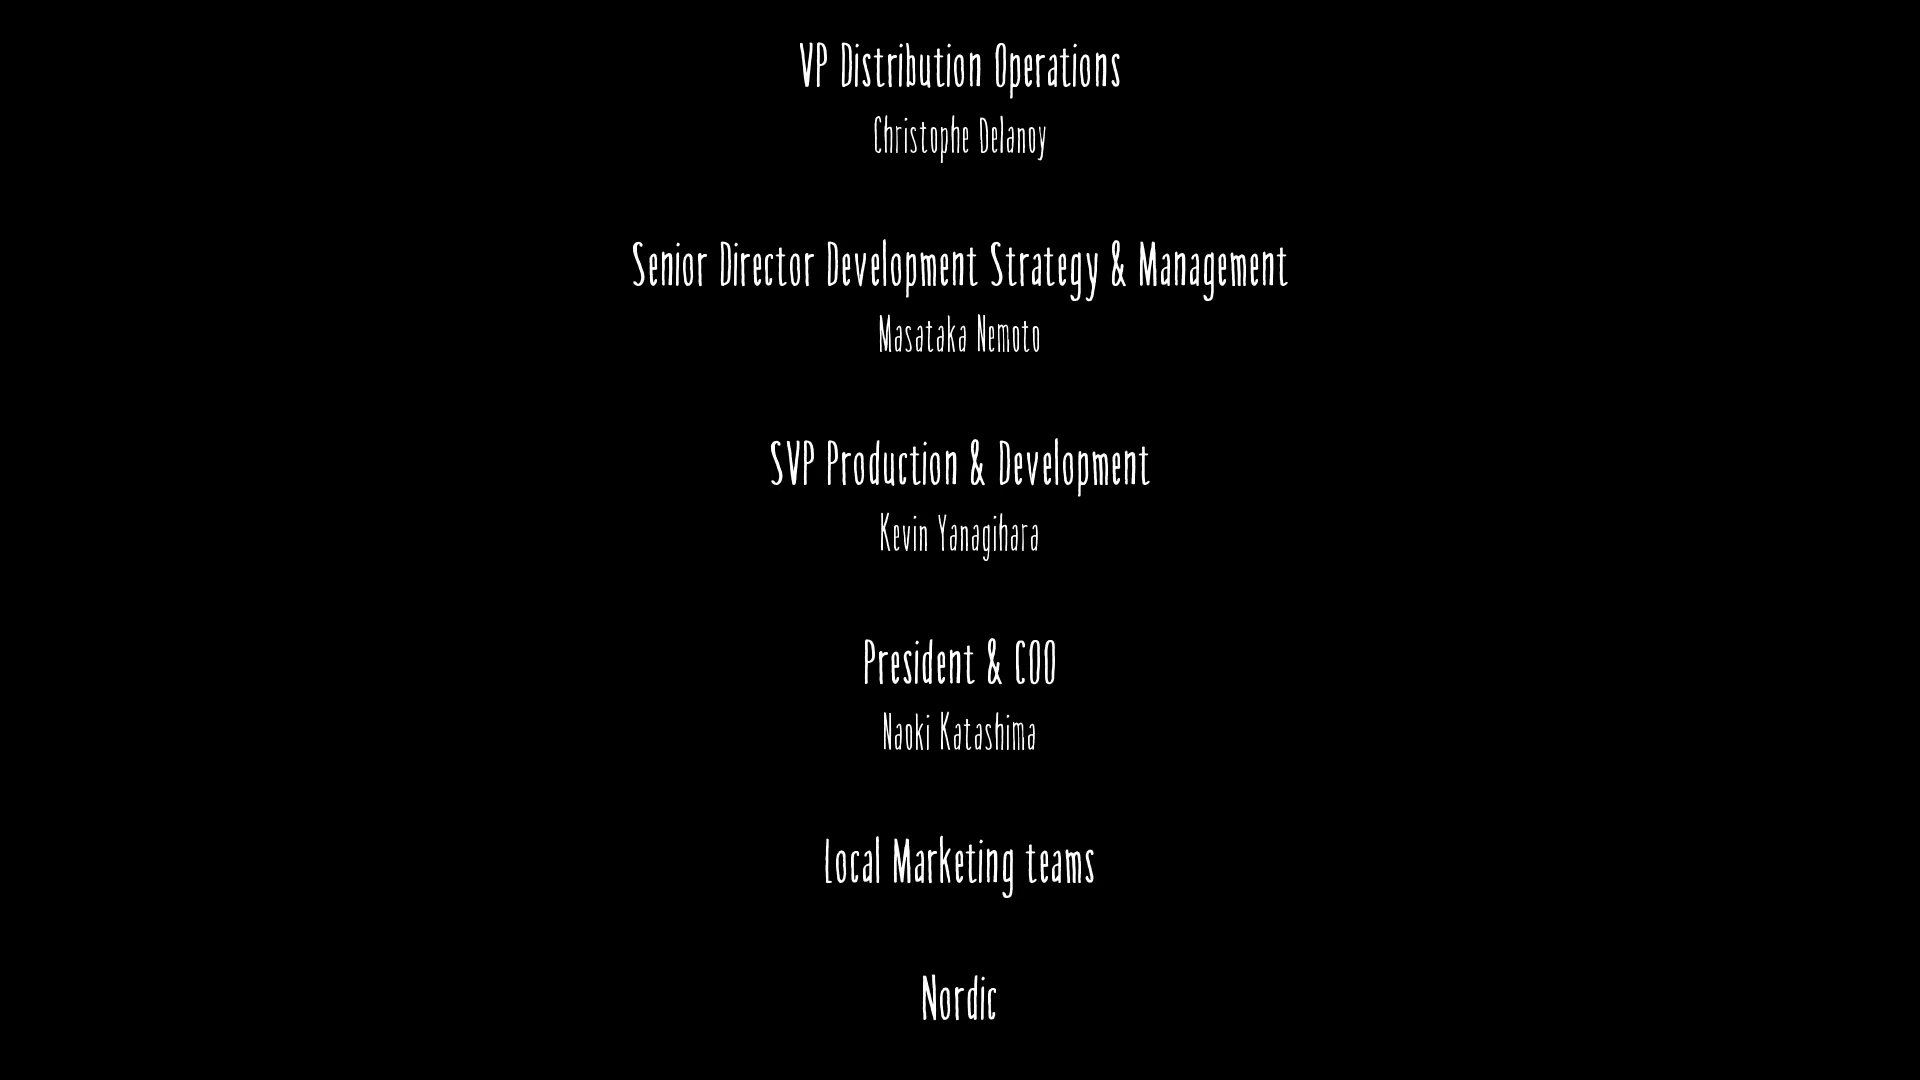 VP Distribution Operations
Christophe Delanoy
Senior Director Development Strategy & Management
Masataka Nemoto
SVP Production & Development
Kevin Yanagihara
President & COO
Naoki Katashima
Local Marketing teams
Nordic